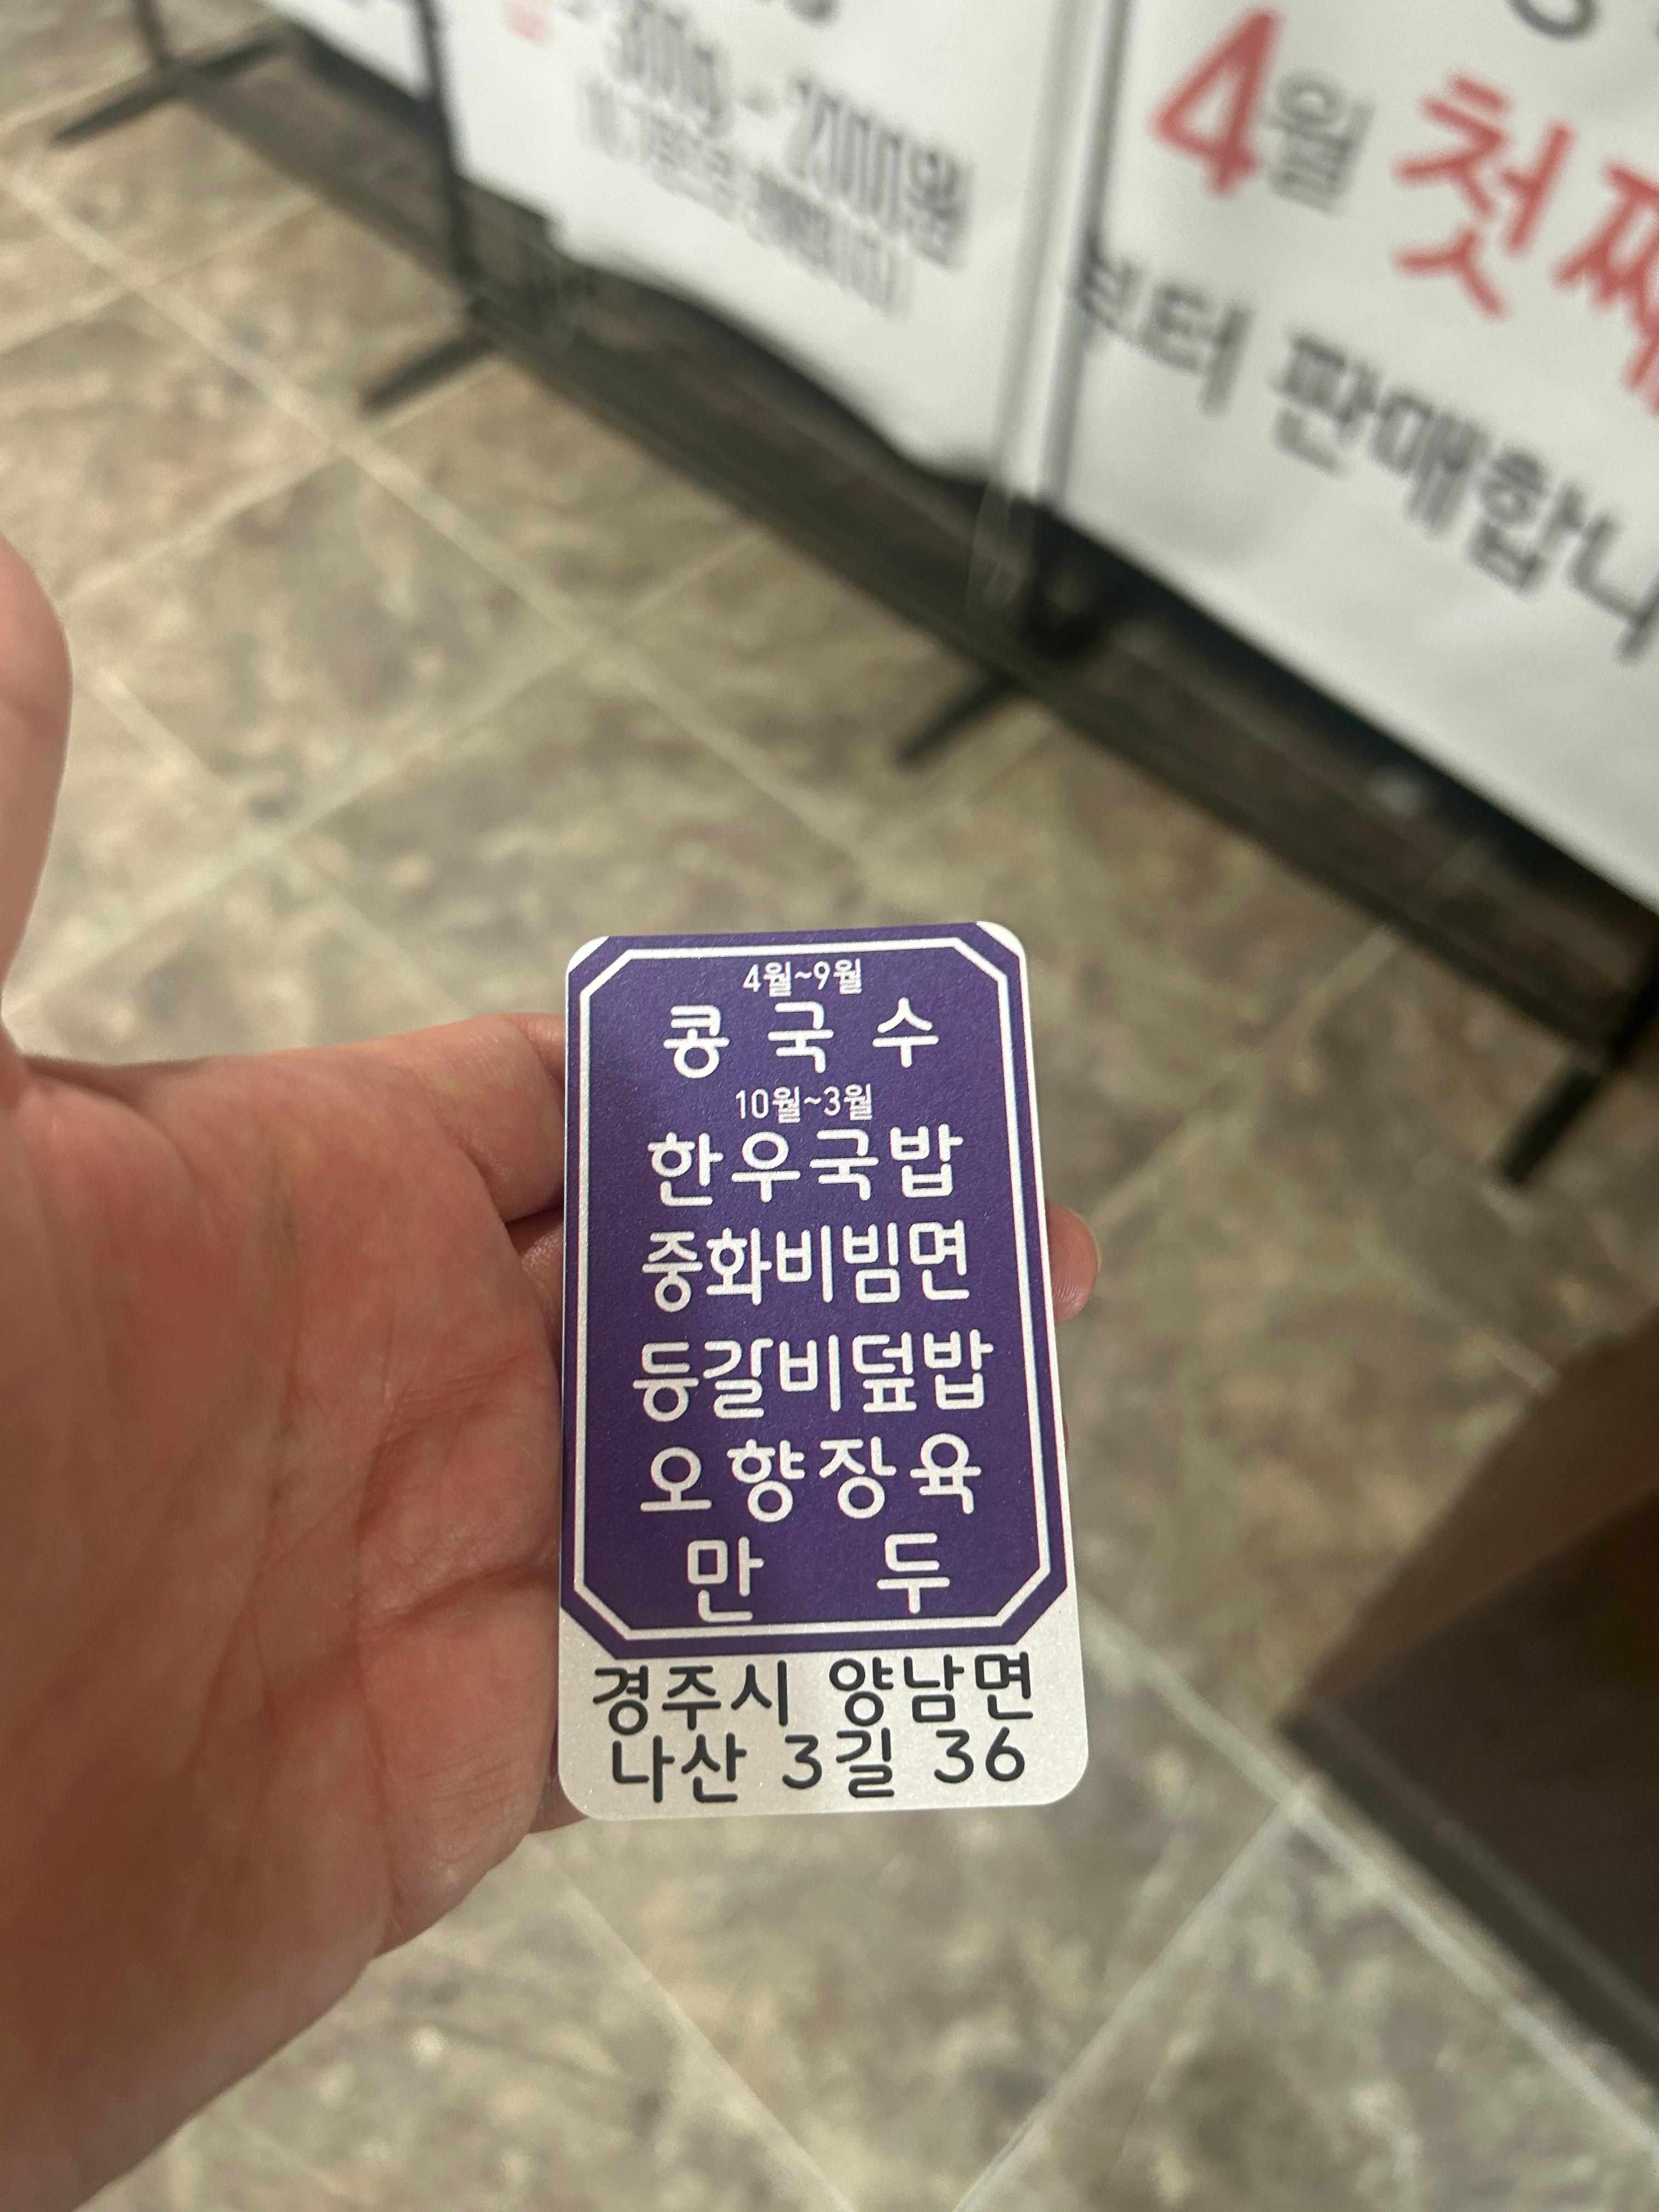 4월 첫째
부터 판매합니
4월~9월
콩 국 수
10월~3월
한우국밥
중화비빔면
등갈비덮밥
오향장육
만 두
경주시 양남면
나산 3길 36